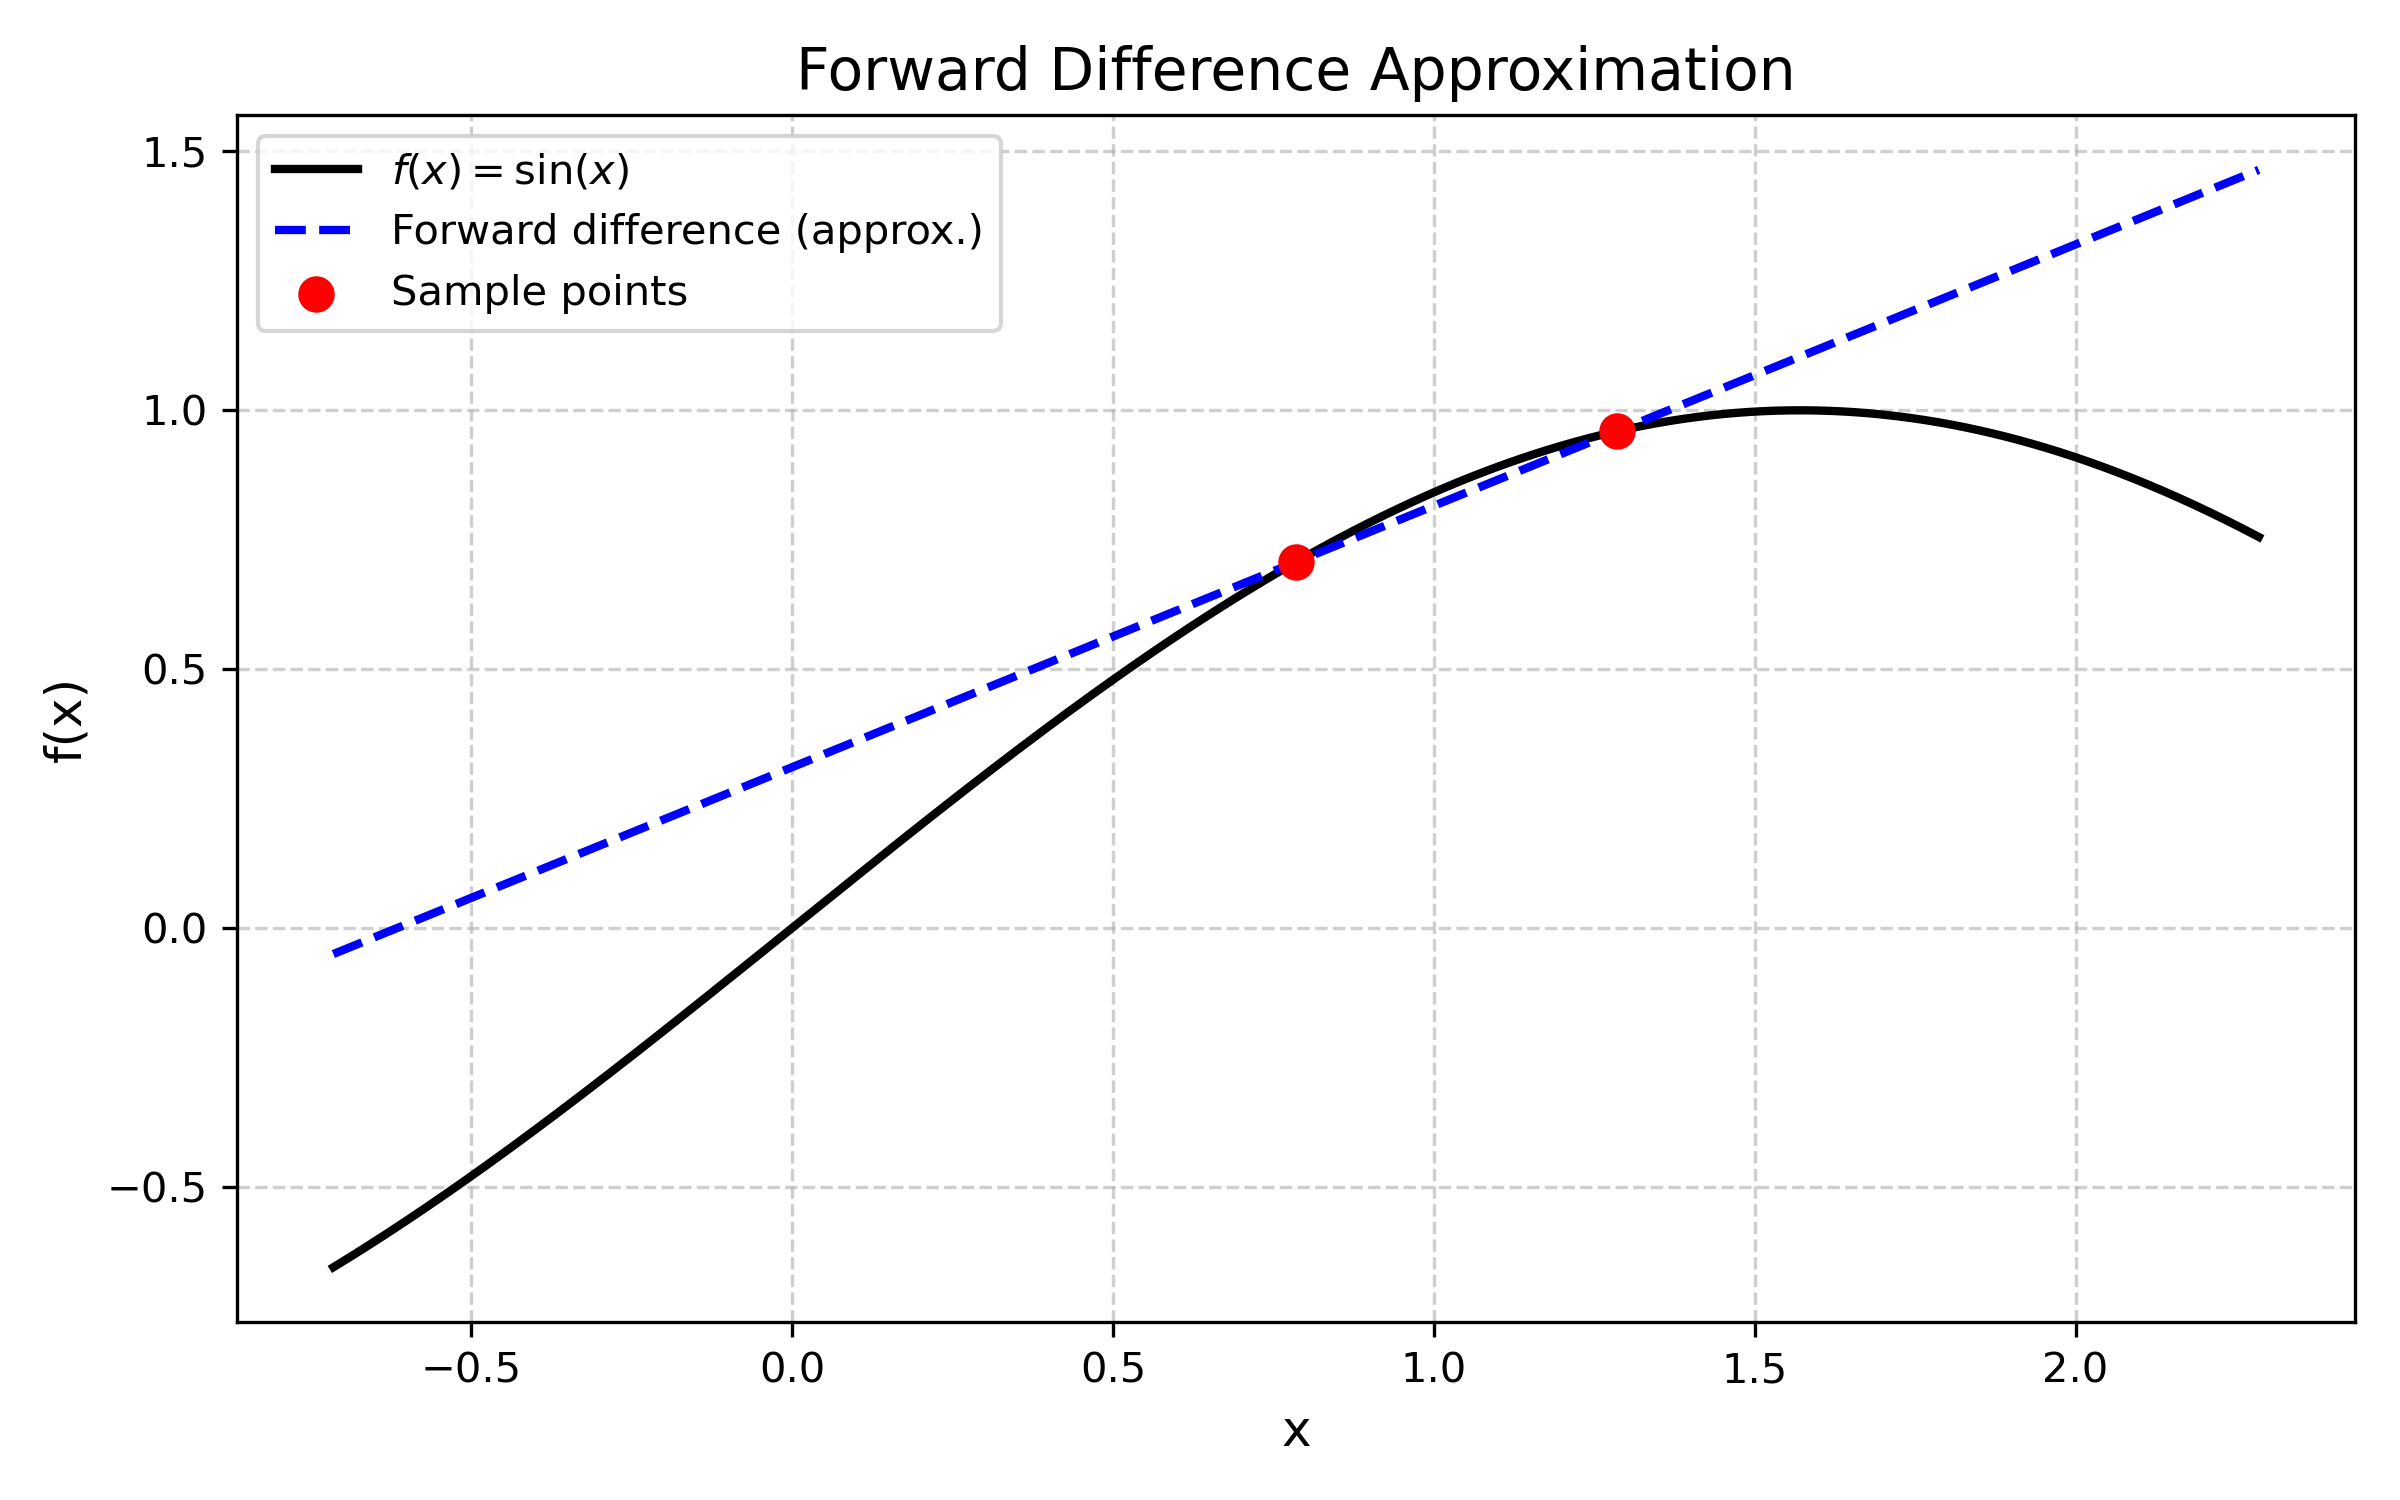 Forward Difference Approximation
1.5
1.0
0.5
0.0
−0.5
f(x)
f(x) = sin(x)
Forward difference (approx.)
Sample points
−0.5 0.0 0.5 1.0 1.5 2.0
x